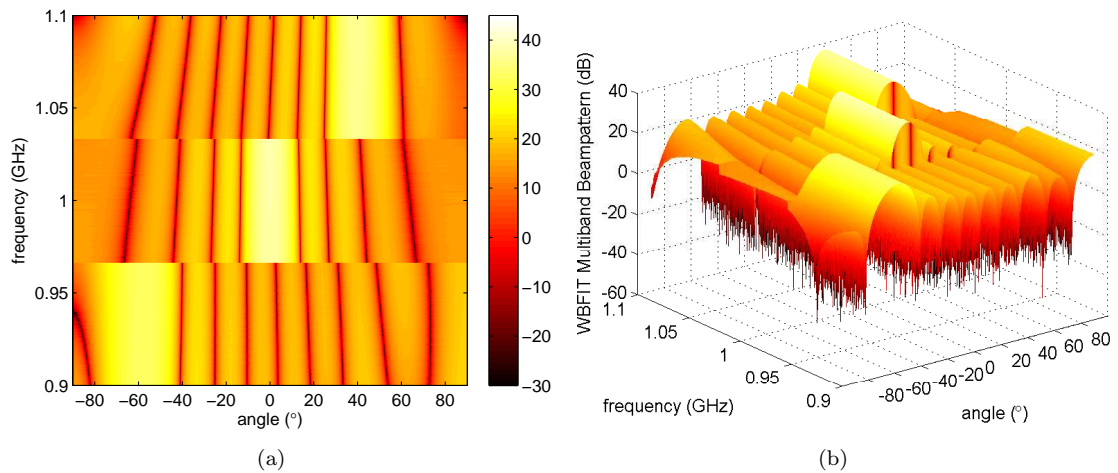 1.1
1.05
1
0.95
0.9
frequency (GHz)
−80 −60 −40 −20 0 20 40 60 80
angle (°)
40
30
20
10
0
−10
−20
−30
(a)
WBFIT Multiband Beampattern (dB)
40
20
0
-20
-40
-60
1.1
1.05
1
0.95
0.9
frequency (GHz)
-80 -60 -40 -20 0 20 40 60 80
angle (°)
(b)